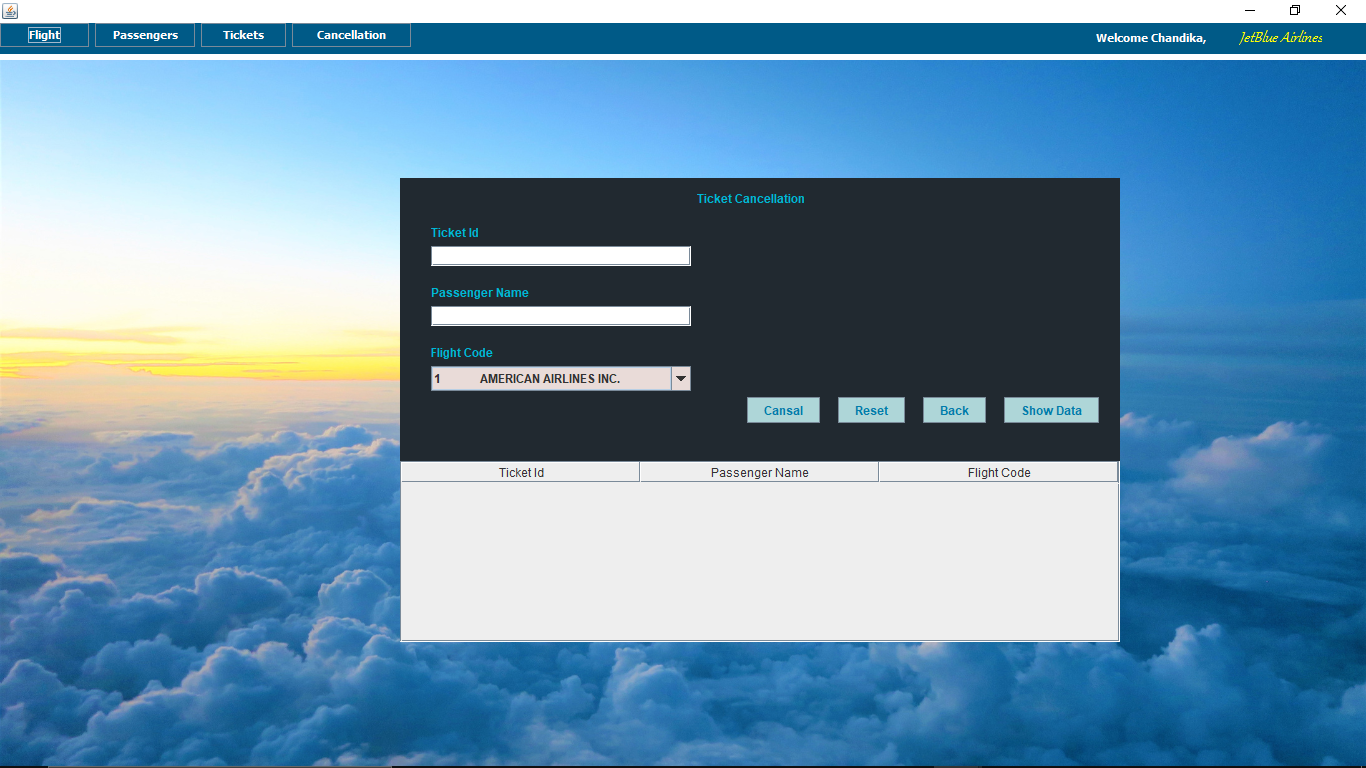 Flight Passengers Tickets Cancellation Welcome Chandika, JetBlue Airlines
Ticket Cancellation
Ticket Id
Passenger Name
Flight Code
1 AMERICAN AIRLINES INC.
Cansal Reset Back Show Data
Ticket Id Passenger Name Flight Code